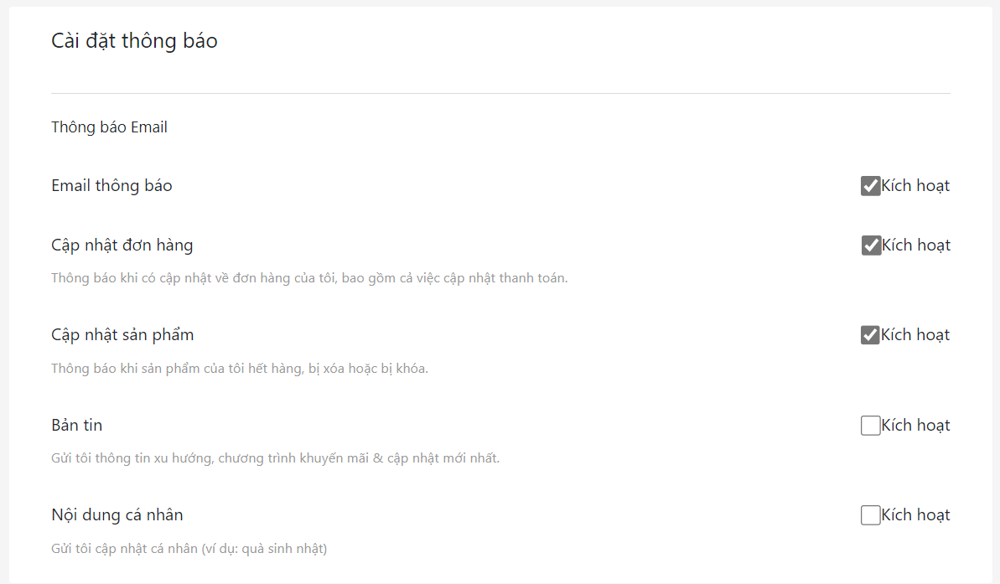 Cài đặt thông báo
Thông báo Email
Email thông báo
Kích hoạt
Cập nhật đơn hàng
Kích hoạt
Thông báo khi có cập nhật về đơn hàng của tôi, bao gồm cả việc cập nhật thanh toán.
Cập nhật sản phẩm
Kích hoạt
Thông báo khi sản phẩm của tôi hết hàng, bị xóa hoặc bị khóa.
Bản tin
Kích hoạt
Gửi tôi thông tin xu hướng, chương trình khuyến mãi & cập nhật mới nhất.
Nội dung cá nhân
Kích hoạt
Gửi tôi cập nhật cá nhân (ví dụ: quà sinh nhật)